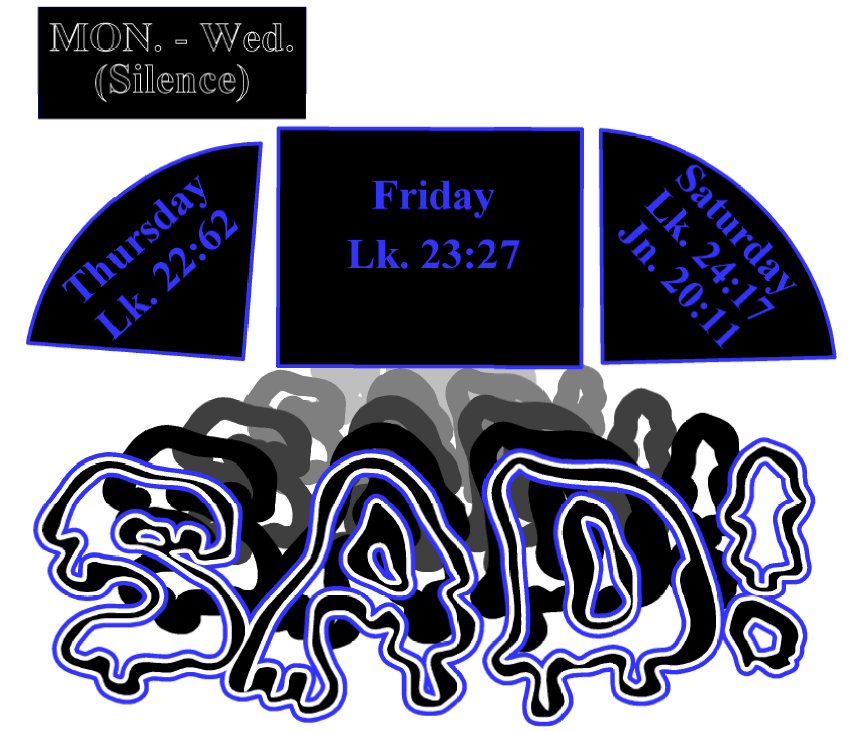 MON. - Wed.
(Silence)
Thursday
Lk. 22:62
Friday
Lk. 23:27
Saturday
Lk. 24:17
Jn. 20:11
SAD!